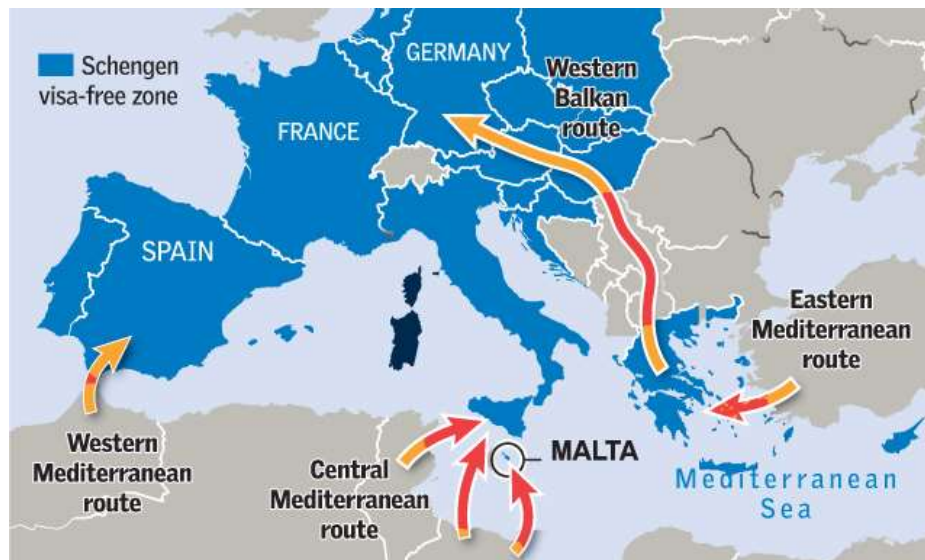 Schengen
visa-free zone
GERMANY
Western
Balkan
route
FRANCE
SPAIN
Eastern
Mediterranean
route
Western
Mediterranean
route
Central
Mediterranean
route
MALTA
Mediterranean
Sea